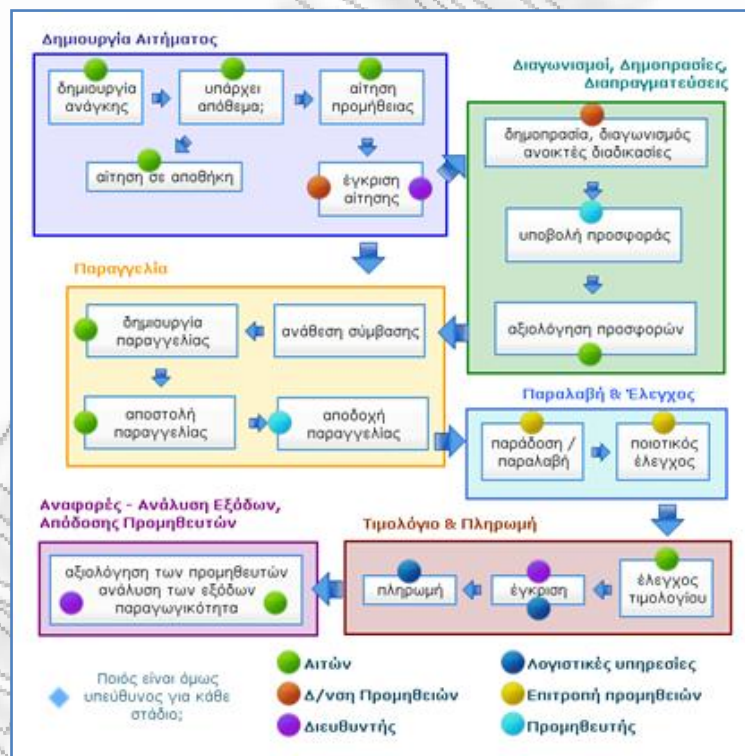 Δημιουργία Αιτήματος
δημιουργία
ανάγκης
υπάρχει
απόθεμα;
αίτηση
προμήθειας
αίτηση σε αποθήκη
έγκριση
αίτησης
Διαγωνισμοί, Δημοπρασίες,
Διαπραγματεύσεις
δημοπρασία, διαγωνισμός
ανοικτές διαδικασίες
υποβολή προσφοράς
αξιολόγηση προσφορών
Παραγγελία
δημιουργία
παραγγελίας
ανάθεση σύμβασης
αποστολή
παραγγελίας
αποδοχή
παραγγελίας
Παραλαβή & Έλεγχος
παράδοση /
παραλαβή
ποιοτικός
έλεγχος
Αναφορές - Ανάλυση Εξόδων,
Απόδοσης Προμηθευτών
αξιολόγηση των προμηθευτών
ανάλυση των εξόδων
παραγωγικότητα
Τιμολόγιο & Πληρωμή
πληρωμή
έγκριση
έλεγχος
τιμολογίου
Ποιός είναι όμως
υπεύθυνος για κάθε
στάδιο;
Αιτών
Δ/νση Προμηθειών
Διευθυντής
Λογιστικές υπηρεσίες
Επιτροπή προμηθειών
Προμηθευτής